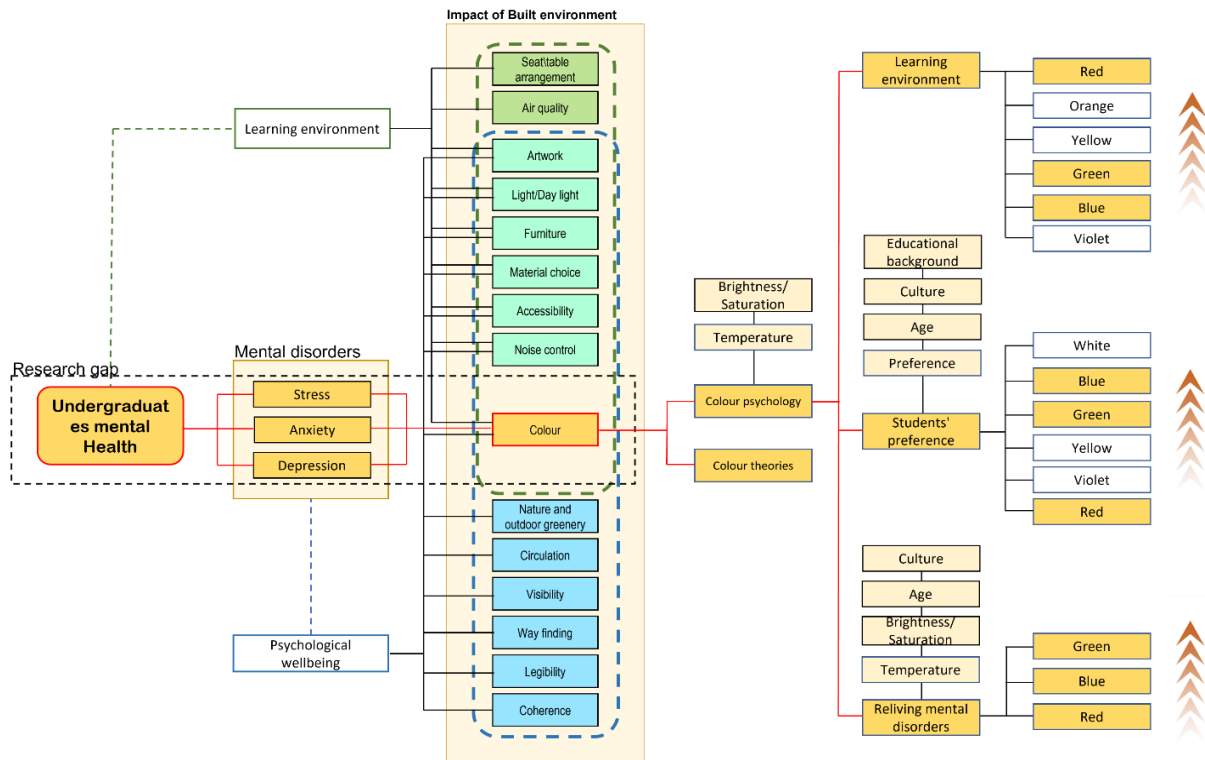 Impact of Built environment
Seat\table
arrangement
Air quality
Artwork
Light/Day light
Furniture
Material choice
Accessibility
Noise control
Colour
Nature and
outdoor greenery
Circulation
Visibility
Way finding
Legibility
Coherence
Learning environment
Research gap
Undergraduat
es mental
Health
Mental disorders
Stress
Anxiety
Depression
Psychological
wellbeing
Brightness/
Saturation
Temperature
Colour psychology
Colour theories
Learning
environment
Red
Orange
Yellow
Green
Blue
Violet
Educational
background
Culture
Age
Preference
Students'
preference
White
Blue
Green
Yellow
Violet
Red
Culture
Age
Brightness/
Saturation
Temperature
Reliving mental
disorders
Green
Blue
Red